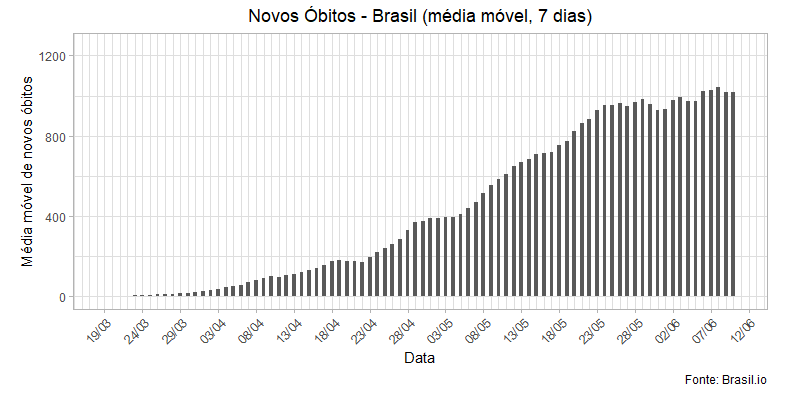 Novos Óbitos - Brasil (média móvel, 7 dias)
Média móvel de novos óbitos
1200
800
400
0
19/03 24/03 29/03 03/04 08/04 13/04 18/04 23/04 28/04 03/05 08/05 13/05 18/05 23/05 28/05 02/06 07/06 12/06
Data
Fonte: Brasil.io